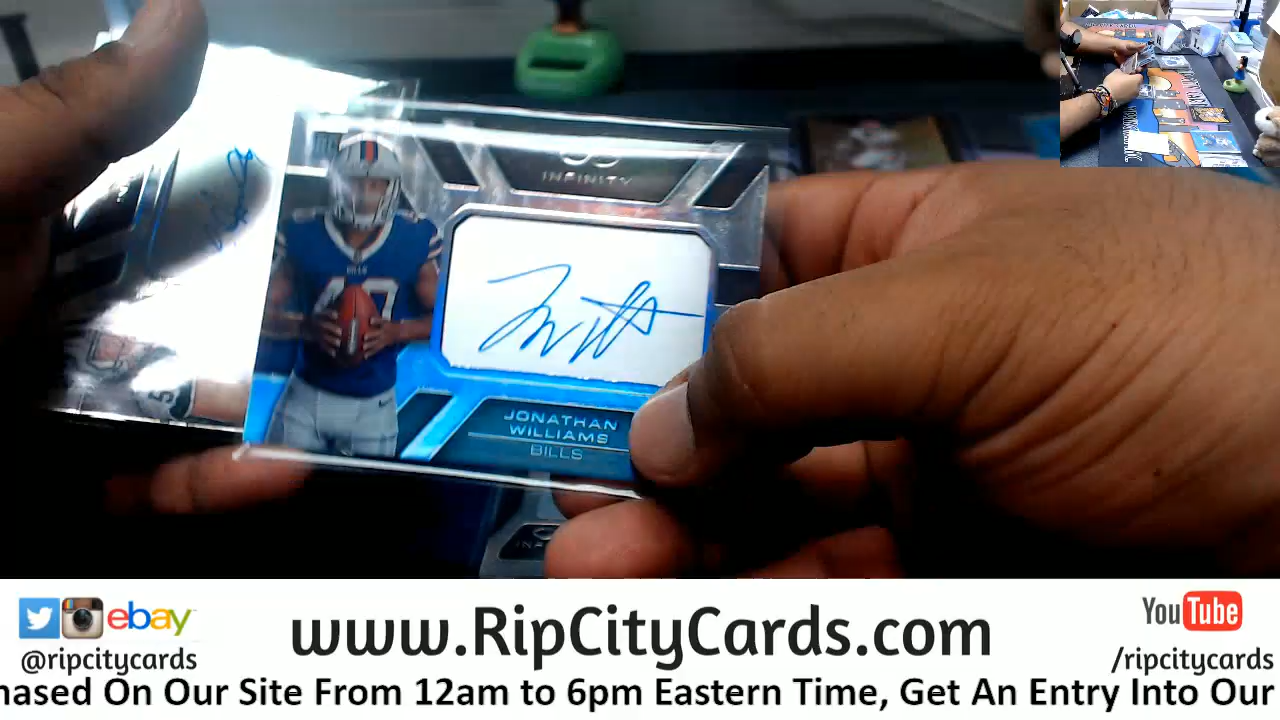 INFINITY
BILLS
JONATHAN
WILLIAMS
BILLS
ebay
@ripcitycards
www.RipCityCards.com
YouTube
/ripcitycards
hased On Our Site From 12am to 6pm Eastern Time, Get An Entry Into Our